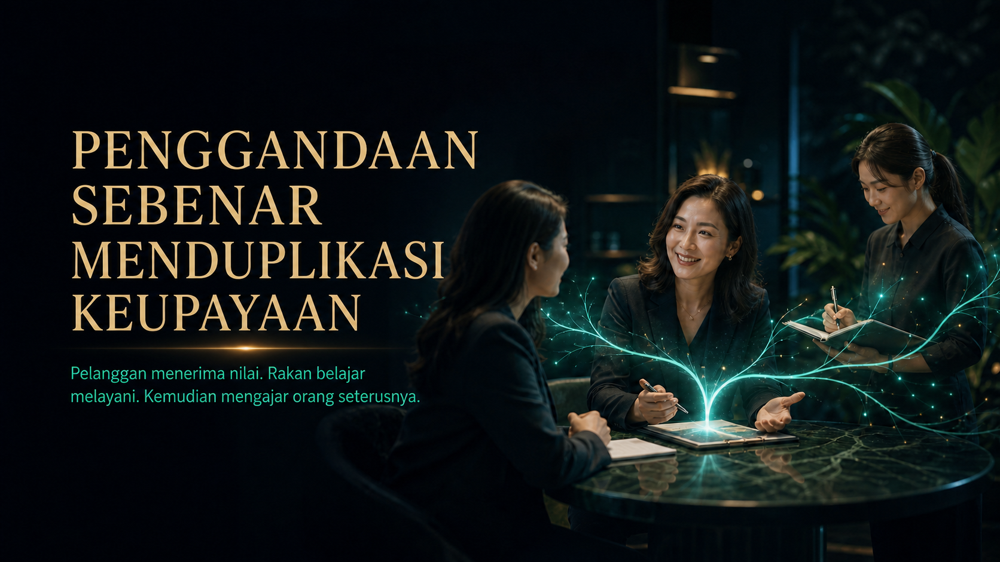 PENGGANDAAN
SEBENAR
MENDUPLIKASI
KEUPAYAAN
Pelanggan menerima nilai. Rakan belajar
melayani. Kemudian mengajar orang seterusnya.